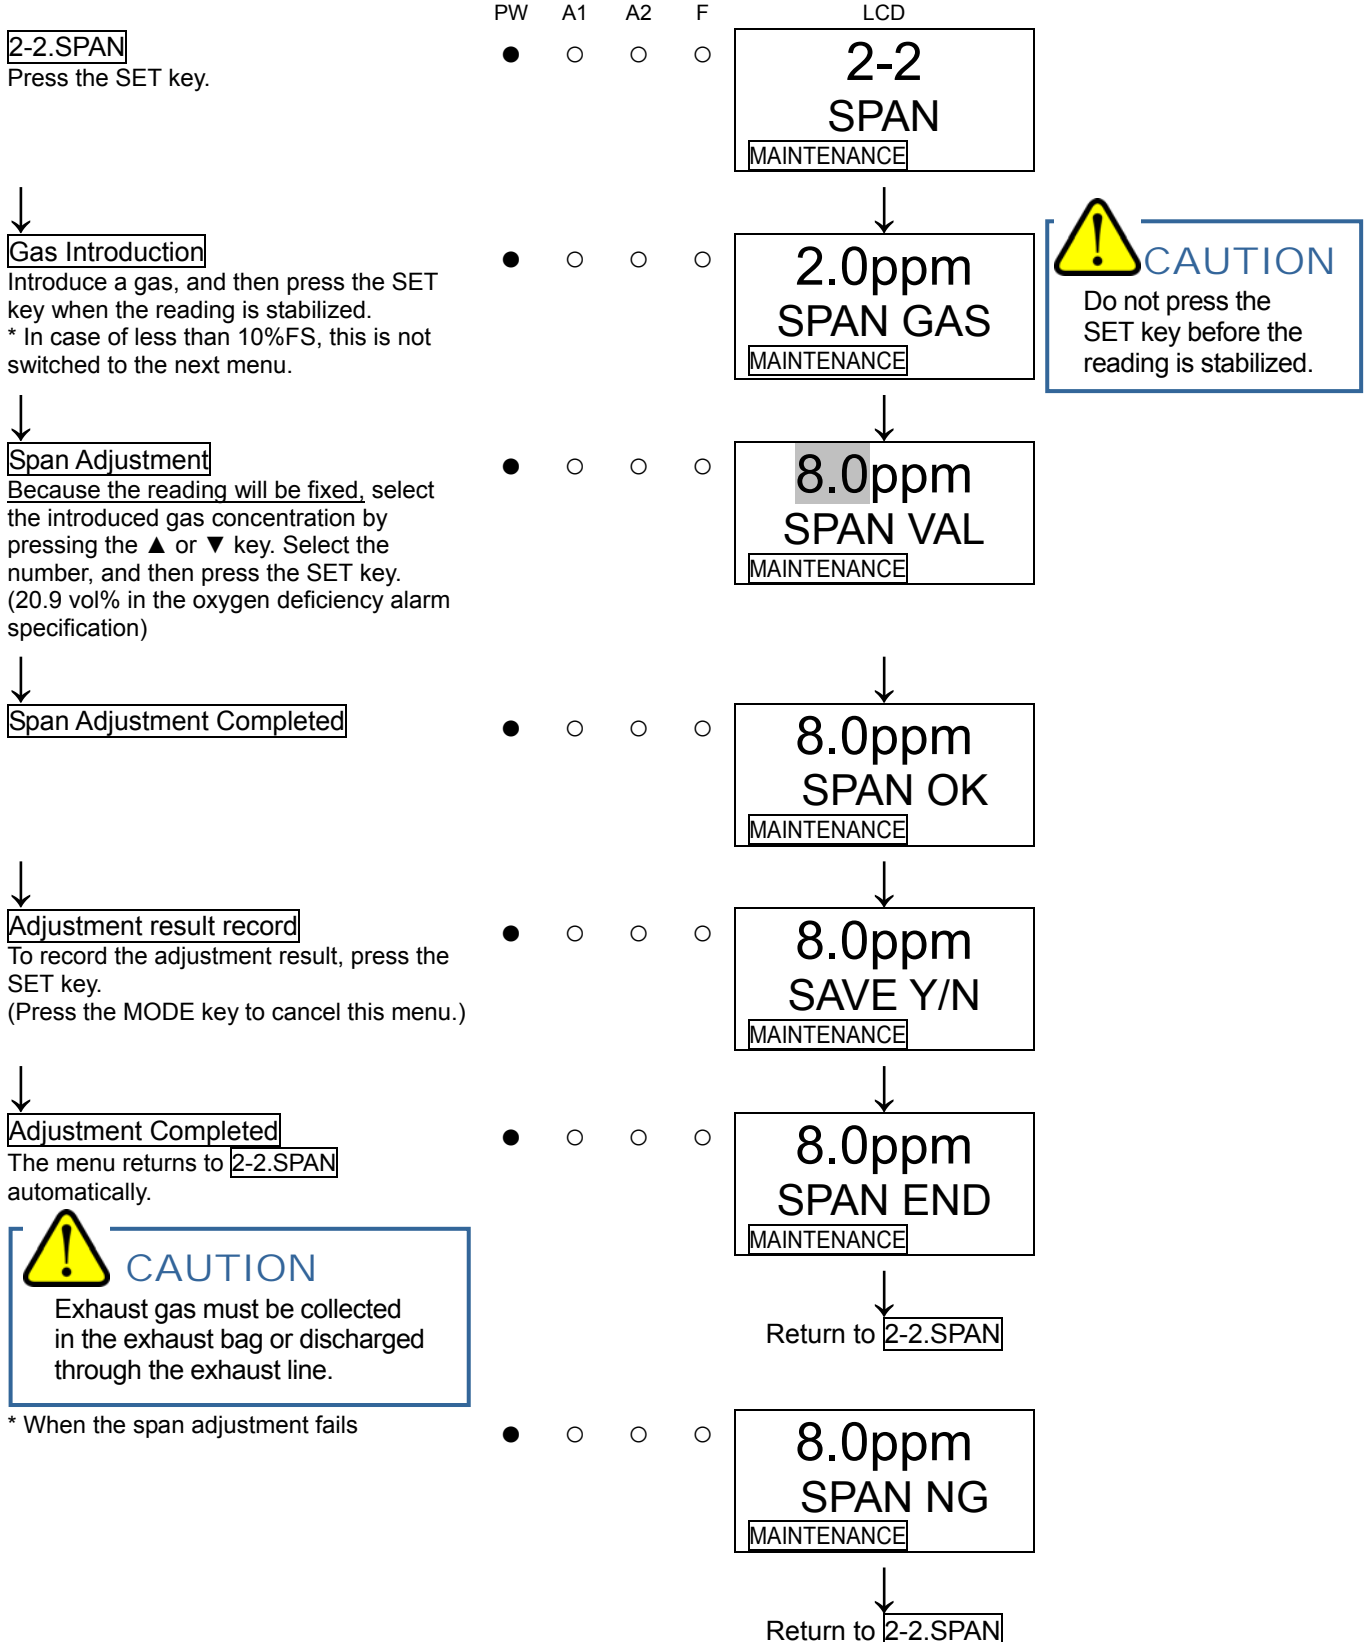 PW A1 A2 F LCD
2-2.SPAN
Press the SET key.
● ○ ○ ○
2-2
SPAN
MAINTENANCE
↓ ↓
Gas Introduction
Introduce a gas, and then press the SET
key when the reading is stabilized.
* In case of less than 10%FS, this is not
switched to the next menu.
● ○ ○ ○
2.0ppm
SPAN GAS
MAINTENANCE
CAUTION
Do not press the
SET key before the
reading is stabilized.
↓ ↓
Span Adjustment
Because the reading will be fixed, select
the introduced gas concentration by
pressing the ▲ or ▼ key. Select the
number, and then press the SET key.
(20.9 vol% in the oxygen deficiency alarm
specification)
● ○ ○ ○
8.0ppm
SPAN VAL
MAINTENANCE
↓ ↓
Span Adjustment Completed
● ○ ○ ○
8.0ppm
SPAN OK
MAINTENANCE
↓ ↓
Adjustment result record
To record the adjustment result, press the
SET key.
(Press the MODE key to cancel this menu.)
● ○ ○ ○
8.0ppm
SAVE Y/N
MAINTENANCE
↓ ↓
Adjustment Completed
The menu returns to 2-2.SPAN
automatically.
● ○ ○ ○
8.0ppm
SPAN END
MAINTENANCE
↓
Return to 2-2.SPAN
CAUTION
Exhaust gas must be collected
in the exhaust bag or discharged
through the exhaust line.
* When the span adjustment fails
● ○ ○ ○
8.0ppm
SPAN NG
MAINTENANCE
↓
Return to 2-2.SPAN